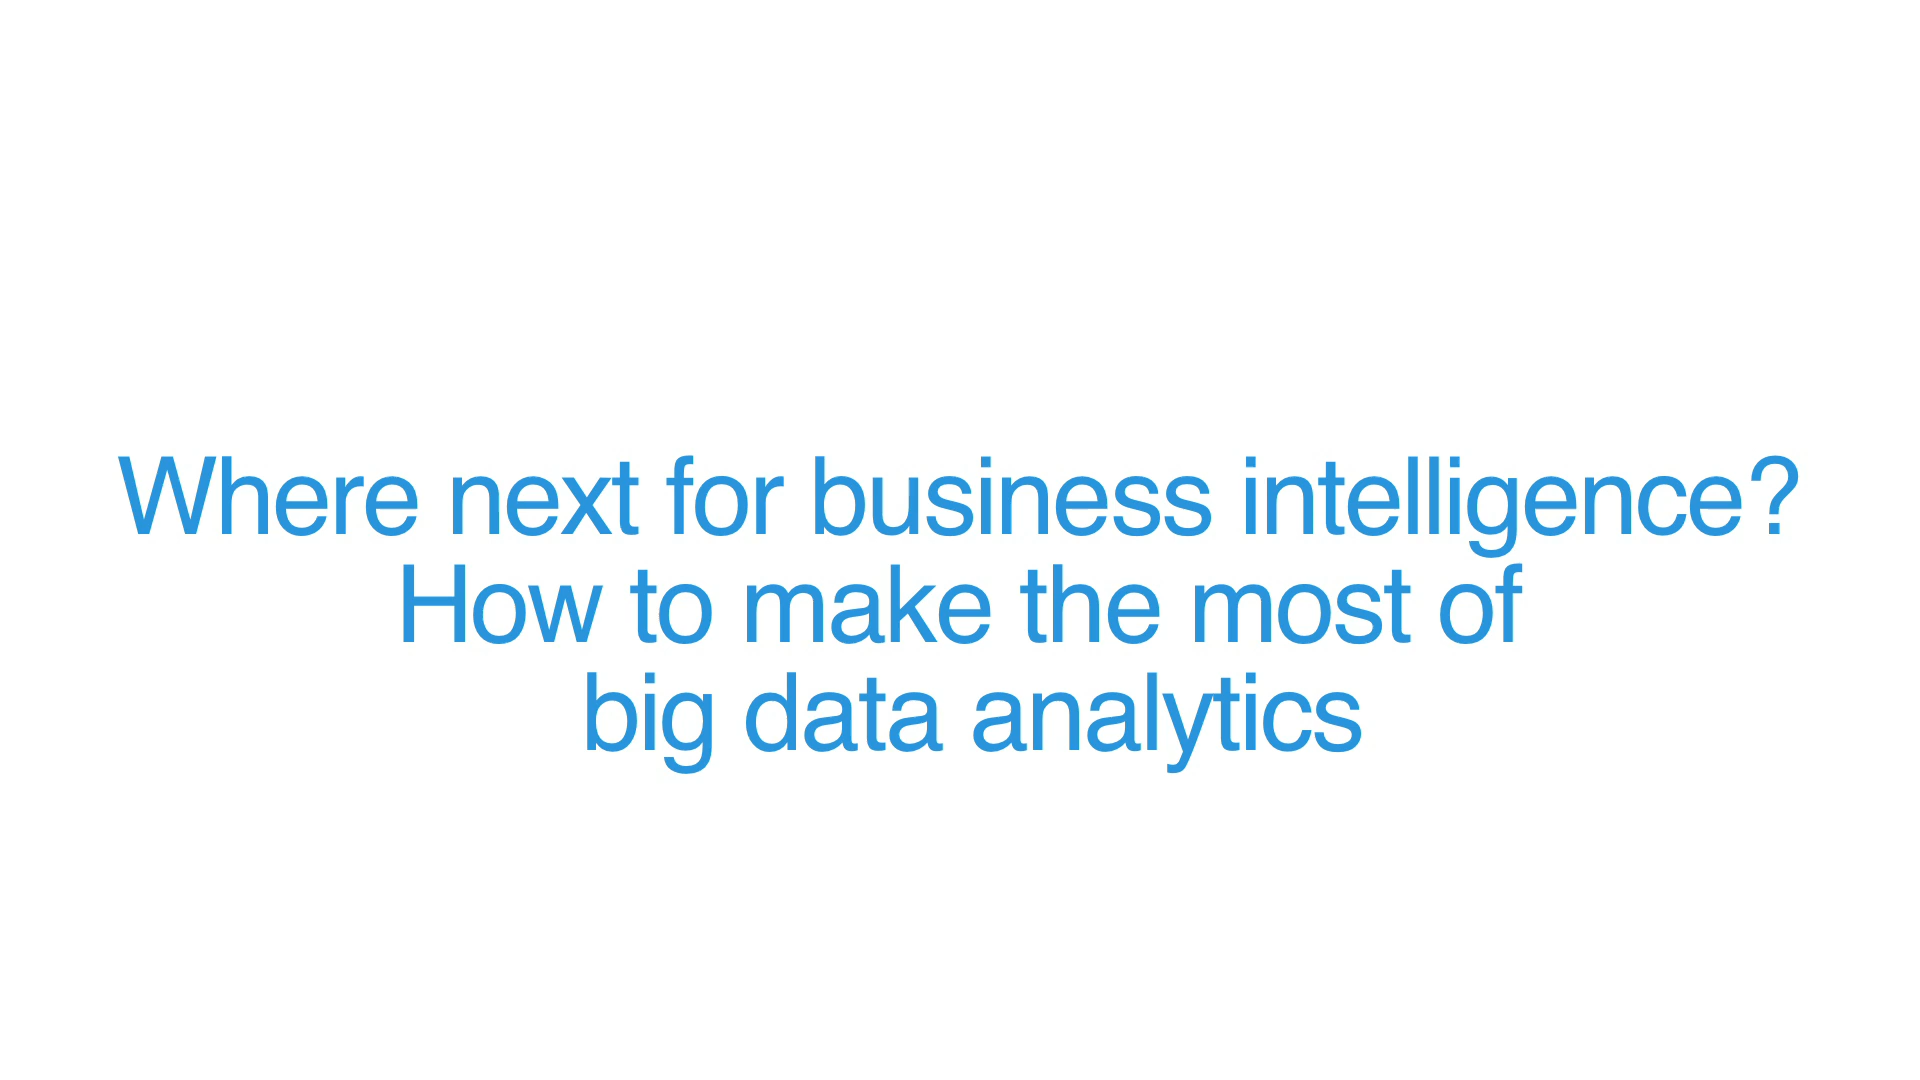 Where next for business intelligence?
How to make the most of
big data analytics